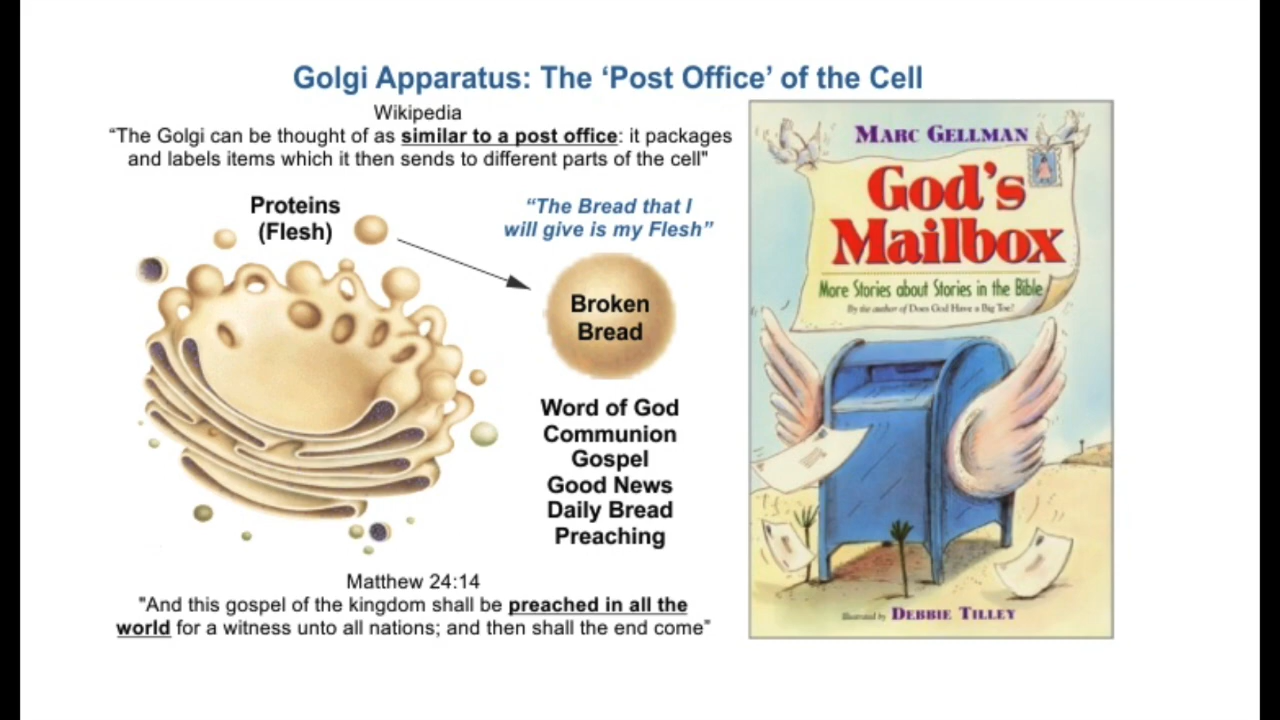 Golgi Apparatus: The ‘Post Office’ of the Cell
Wikipedia
“The Golgi can be thought of as similar to a post office: it packages
and labels items which it then sends to different parts of the cell"
Proteins
(Flesh)
“The Bread that I
will give is my Flesh”
Broken
Bread
Word of God
Communion
Gospel
Good News
Daily Bread
Preaching
Matthew 24:14
"And this gospel of the kingdom shall be preached in all the
world for a witness unto all nations; and then shall the end come”
MARC GELLMAN
God's
Mailbox
More Stories about Stories in the Bible
By the author of Does God Have a Big Toe?
Illustrated by DEBBIE TILLEY